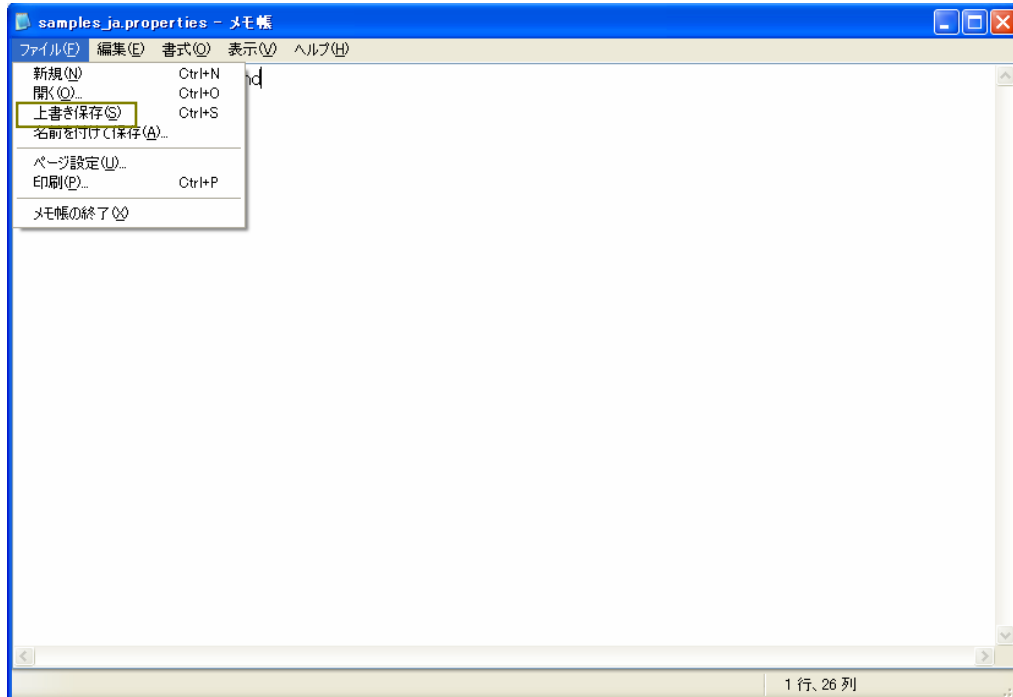 samples_ja.properties - メモ帳
ファイル(F) 編集(E) 書式(O) 表示(V) ヘルプ(H)
新規(N) Ctrl+N
開く(O)... Ctrl+O
上書き保存(S) Ctrl+S
名前を付けて保存(A)...
ページ設定(U)...
印刷(P)... Ctrl+P
メモ帳の終了(X)
1 行、26 列